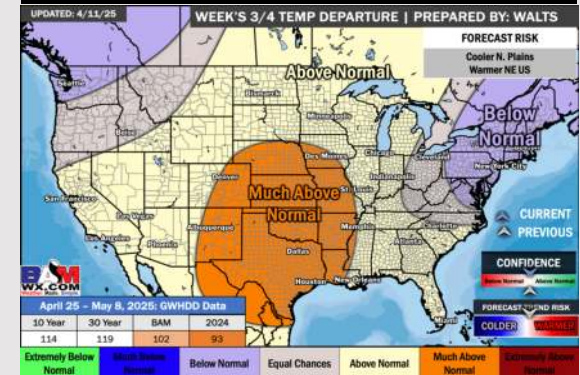 UPDATED: 4/11/25
WEEK'S 3/4 TEMP DEPARTURE | PREPARED BY: WALTS
FORECAST RISK
Cooler N. Plains
Warmer NE US
Above Normal
Seattle
Bismarck
Below
Normal
Boise
Minneapolis
Des Moines
Chicago
Cleveland
New York City
Denver
Indianapolis
Much Above
Normal
St. Louis
San Francisco
Las Vegas
Los Angeles
Albuquerque
Phoenix
Memphis
Charlotte
Atlanta
Dallas
Houston
New Orleans
Miami
CURRENT
PREVIOUS
CONFIDENCE
Below Normal
Above Normal
FORECAST TREND RISK
COLDER
WARMER
BAM
WX.COM
April 25 – May 8, 2025: GWHDD Data
10 Year 30 Year BAM 2024
114 119 102 93
Extremely Below Normal
Much Below Normal
Below Normal
Equal Chances
Above Normal
Much Above Normal
Extremely Above Normal